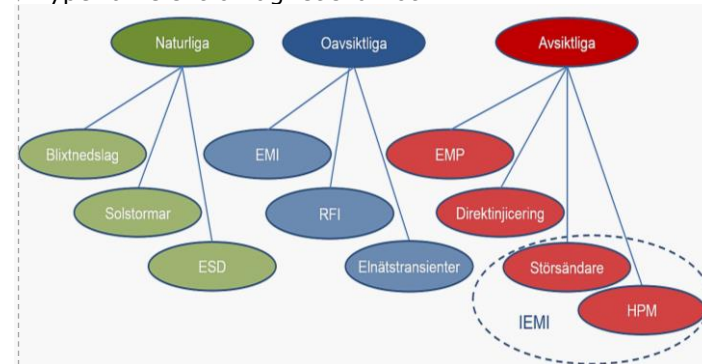 Naturliga
Oavsiktliga
Avsiktliga
Blixtnedslag
EMI
EMP
Solstormar
RFI
Direktinjicering
ESD
Elnätstransienter
Störsändare
IEMI
HPM